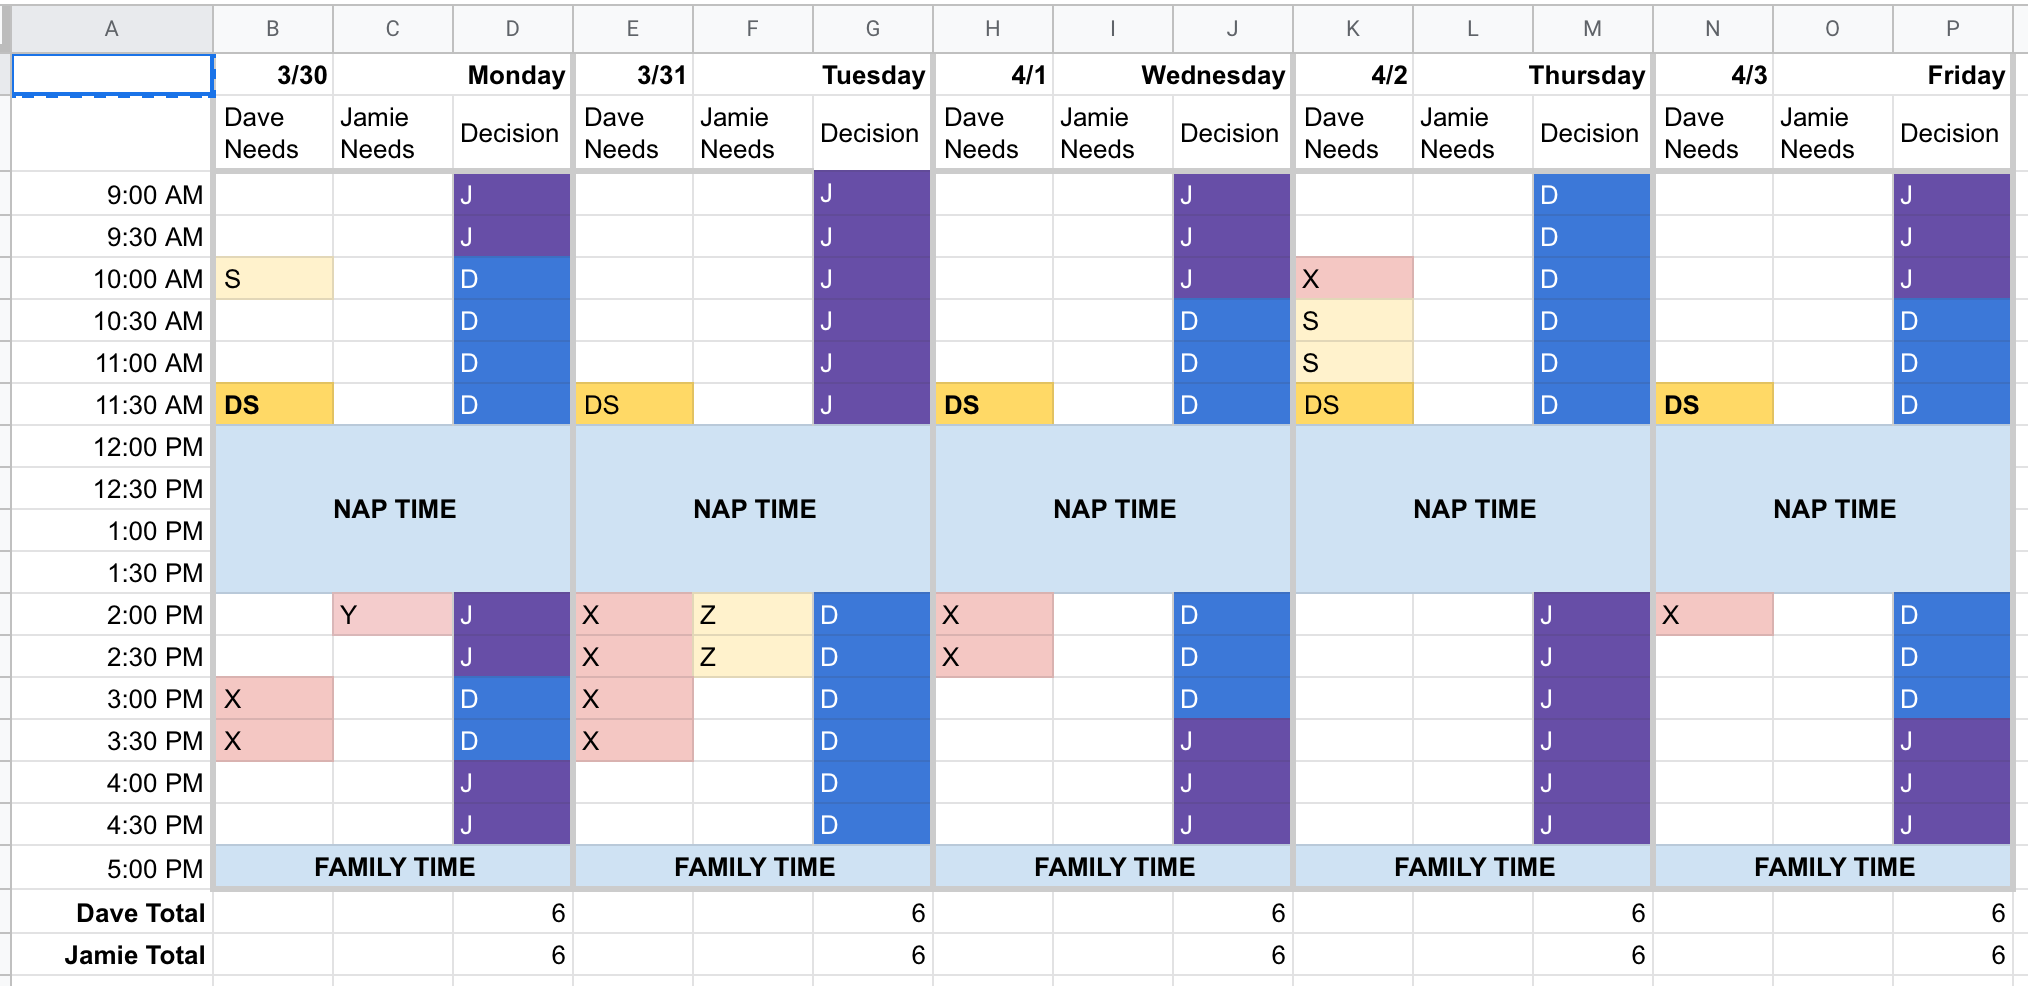 A B C D E F G H I J K L M N O P
3/30 Monday 3/31 Tuesday 4/1 Wednesday 4/2 Thursday 4/3 Friday
Dave Needs Jamie Needs Decision Dave Needs Jamie Needs Decision Dave Needs Jamie Needs Decision Dave Needs Jamie Needs Decision Dave Needs Jamie Needs Decision
9:00 AM J J J D J
9:30 AM J J J D J
10:00 AM S D J J X D J
10:30 AM D J D S D D
11:00 AM D J D S D D
11:30 AM DS D DS J DS D DS D DS D
12:00 PM
12:30 PM
NAP TIME NAP TIME NAP TIME NAP TIME NAP TIME
1:00 PM
1:30 PM
2:00 PM Y J X Z D X D J X D
2:30 PM J X Z D X D J D
3:00 PM X D X D D J D
3:30 PM X D X D J J J
4:00 PM J D J J J
4:30 PM J D J J J
5:00 PM FAMILY TIME FAMILY TIME FAMILY TIME FAMILY TIME FAMILY TIME
Dave Total 6 6 6 6 6
Jamie Total 6 6 6 6 6